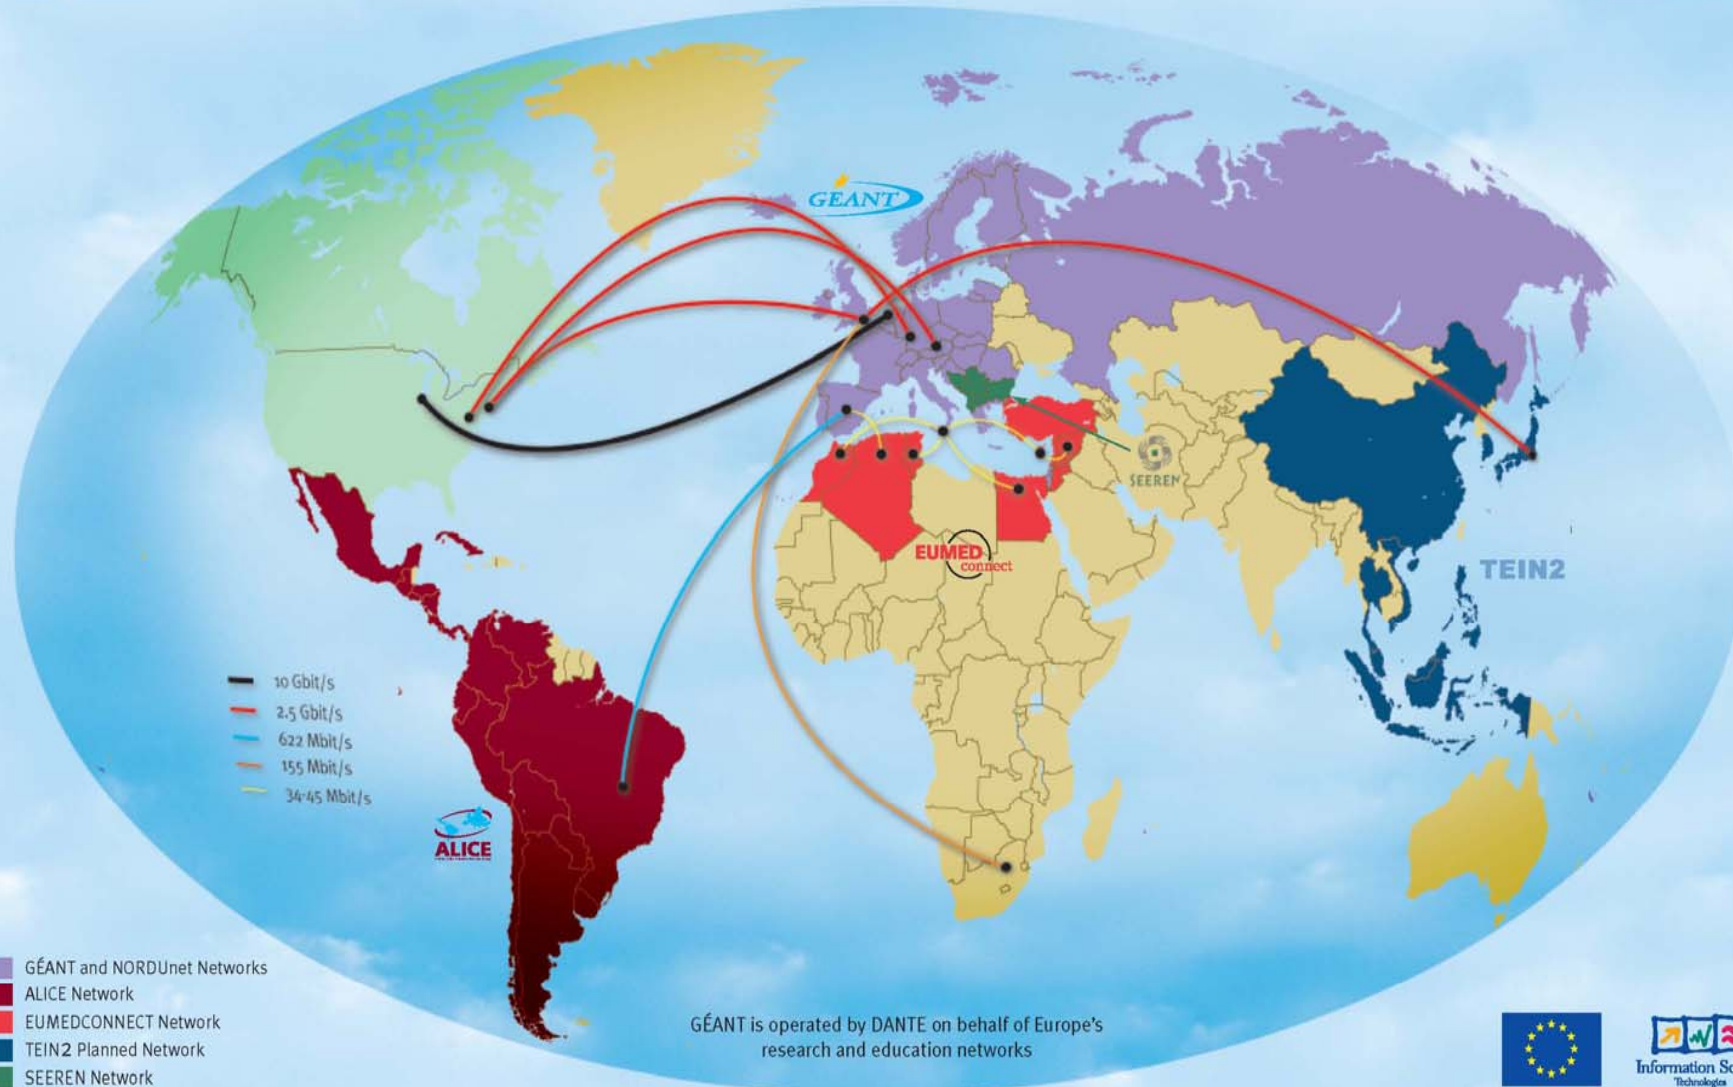 GÉANT
SEEREN
EUMED
connect
TEIN2
10 Gbit/s
2.5 Gbit/s
622 Mbit/s
155 Mbit/s
34-45 Mbit/s
ALICE
GÉANT and NORDUnet Networks
ALICE Network
EUMEDCONNECT Network
TEIN2 Planned Network
SEEREN Network
GÉANT is operated by DANTE on behalf of Europe's
research and education networks
Information S
Technologies